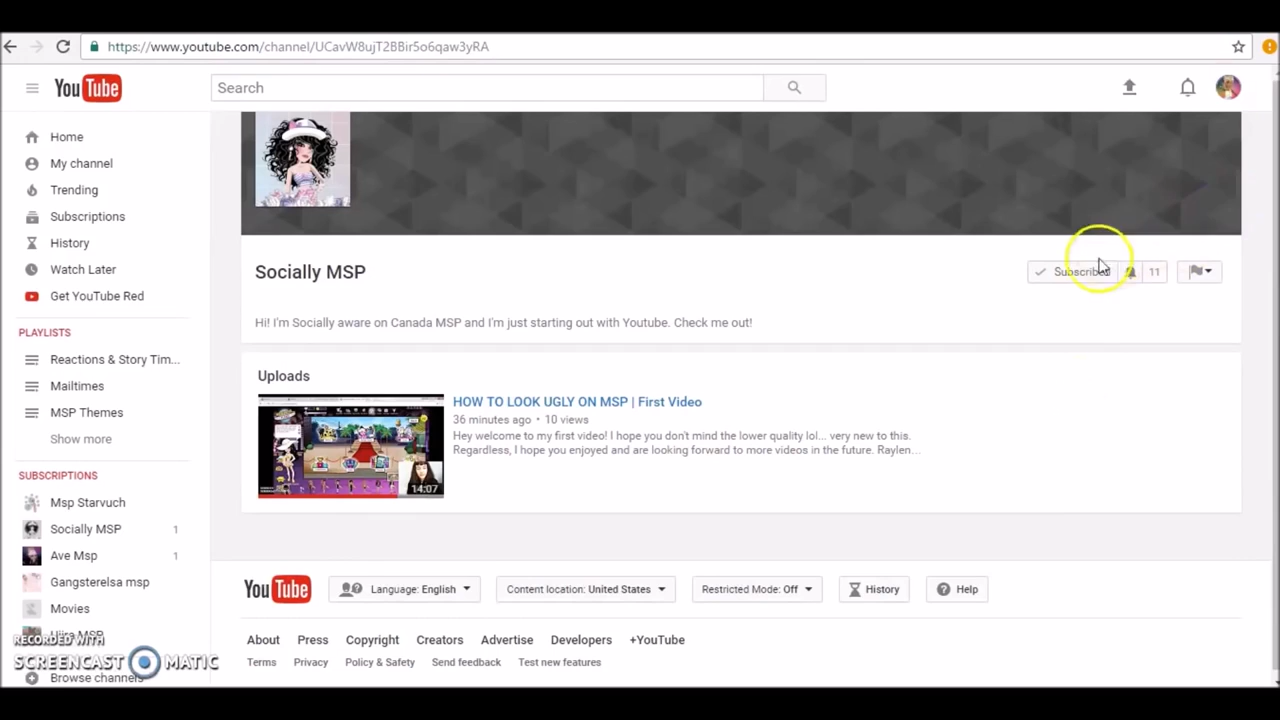 https://www.youtube.com/channel/UCavW8ujT2BBir5o6qaw3yRA
YouTube
Search
Home
My channel
Trending
Subscriptions
History
Watch Later
Get YouTube Red
PLAYLISTS
Reactions & Story Tim...
Mailtimes
MSP Themes
Show more
SUBSCRIPTIONS
Msp Starvuch
Socially MSP 1
Ave Msp 1
Gangsterelsa msp
Movies
MSP
Browse channels
RECORDED WITH
SCREENCAST MATIC
Socially MSP
Subscribed 11
Hi! I'm Socially aware on Canada MSP and I'm just starting out with Youtube. Check me out!
Uploads
HOW TO LOOK UGLY ON MSP | First Video
36 minutes ago • 10 views
Hey welcome to my first video! I hope you don't mind the lower quality lol... very new to this.
Regardless, I hope you enjoyed and are looking forward to more videos in the future. Raylen...
14:07
YouTube
Language: English
Content location: United States
Restricted Mode: Off
History
Help
About Press Copyright Creators Advertise Developers +YouTube
Terms Privacy Policy & Safety Send feedback Test new features